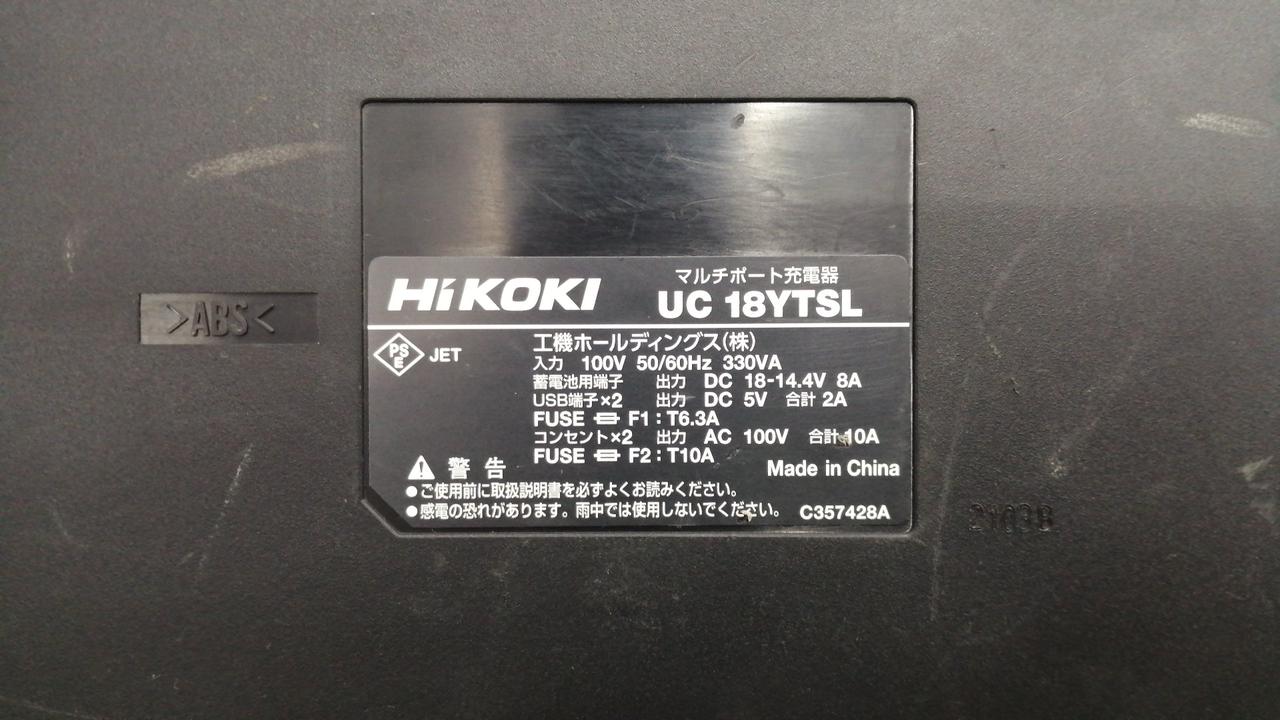 HiKOKI
マルチポート充電器
UC 18YTSL
PSE JET
工機ホールディングス(株)
入力 100V 50/60Hz 330VA
蓄電池用端子 出力 DC 18-14.4V 8A
USB端子×2 出力 DC 5V 合計 2A
FUSE F1:T6.3A
コンセント×2 出力 AC 100V 合計 10A
FUSE F2:T10A
Made in China
警告
●ご使用前に取扱説明書を必ずよくお読みください。
●感電の恐れがあります。雨中では使用しないでください。
C357428A
>ABS<